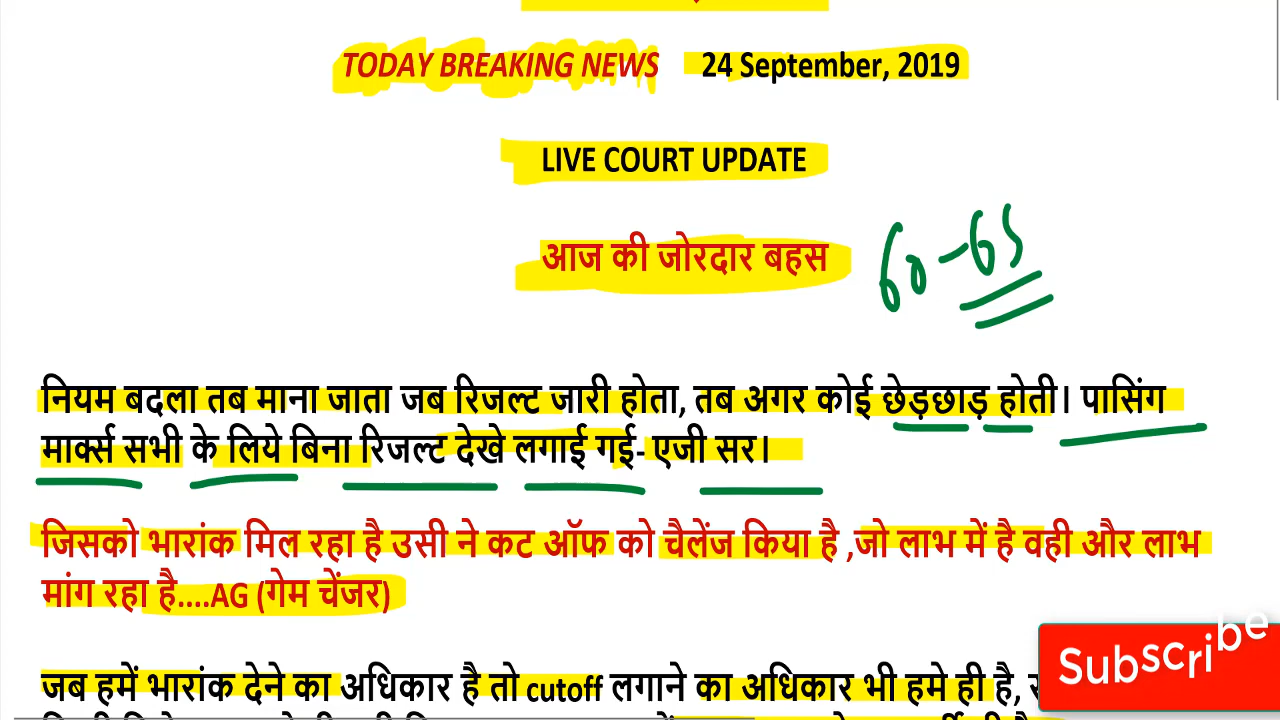 TODAY BREAKING NEWS 24 September, 2019
LIVE COURT UPDATE
आज की जोरदार बहस
60-65
नियम बदला तब माना जाता जब रिजल्ट जारी होता, तब अगर कोई छेड़छाड़ होती। पासिंग
मार्क्स सभी के लिये बिना रिजल्ट देखे लगाई गई- एजी सर।
जिसको भारांक मिल रहा है उसी ने कट ऑफ को चैलेंज किया है ,जो लाभ में है वही और लाभ
मांग रहा है....AG (गेम चेंजर)
जब हमें भारांक देने का अधिकार है तो cutoff लगाने का अधिकार भी हमे ही है,
Subscribe